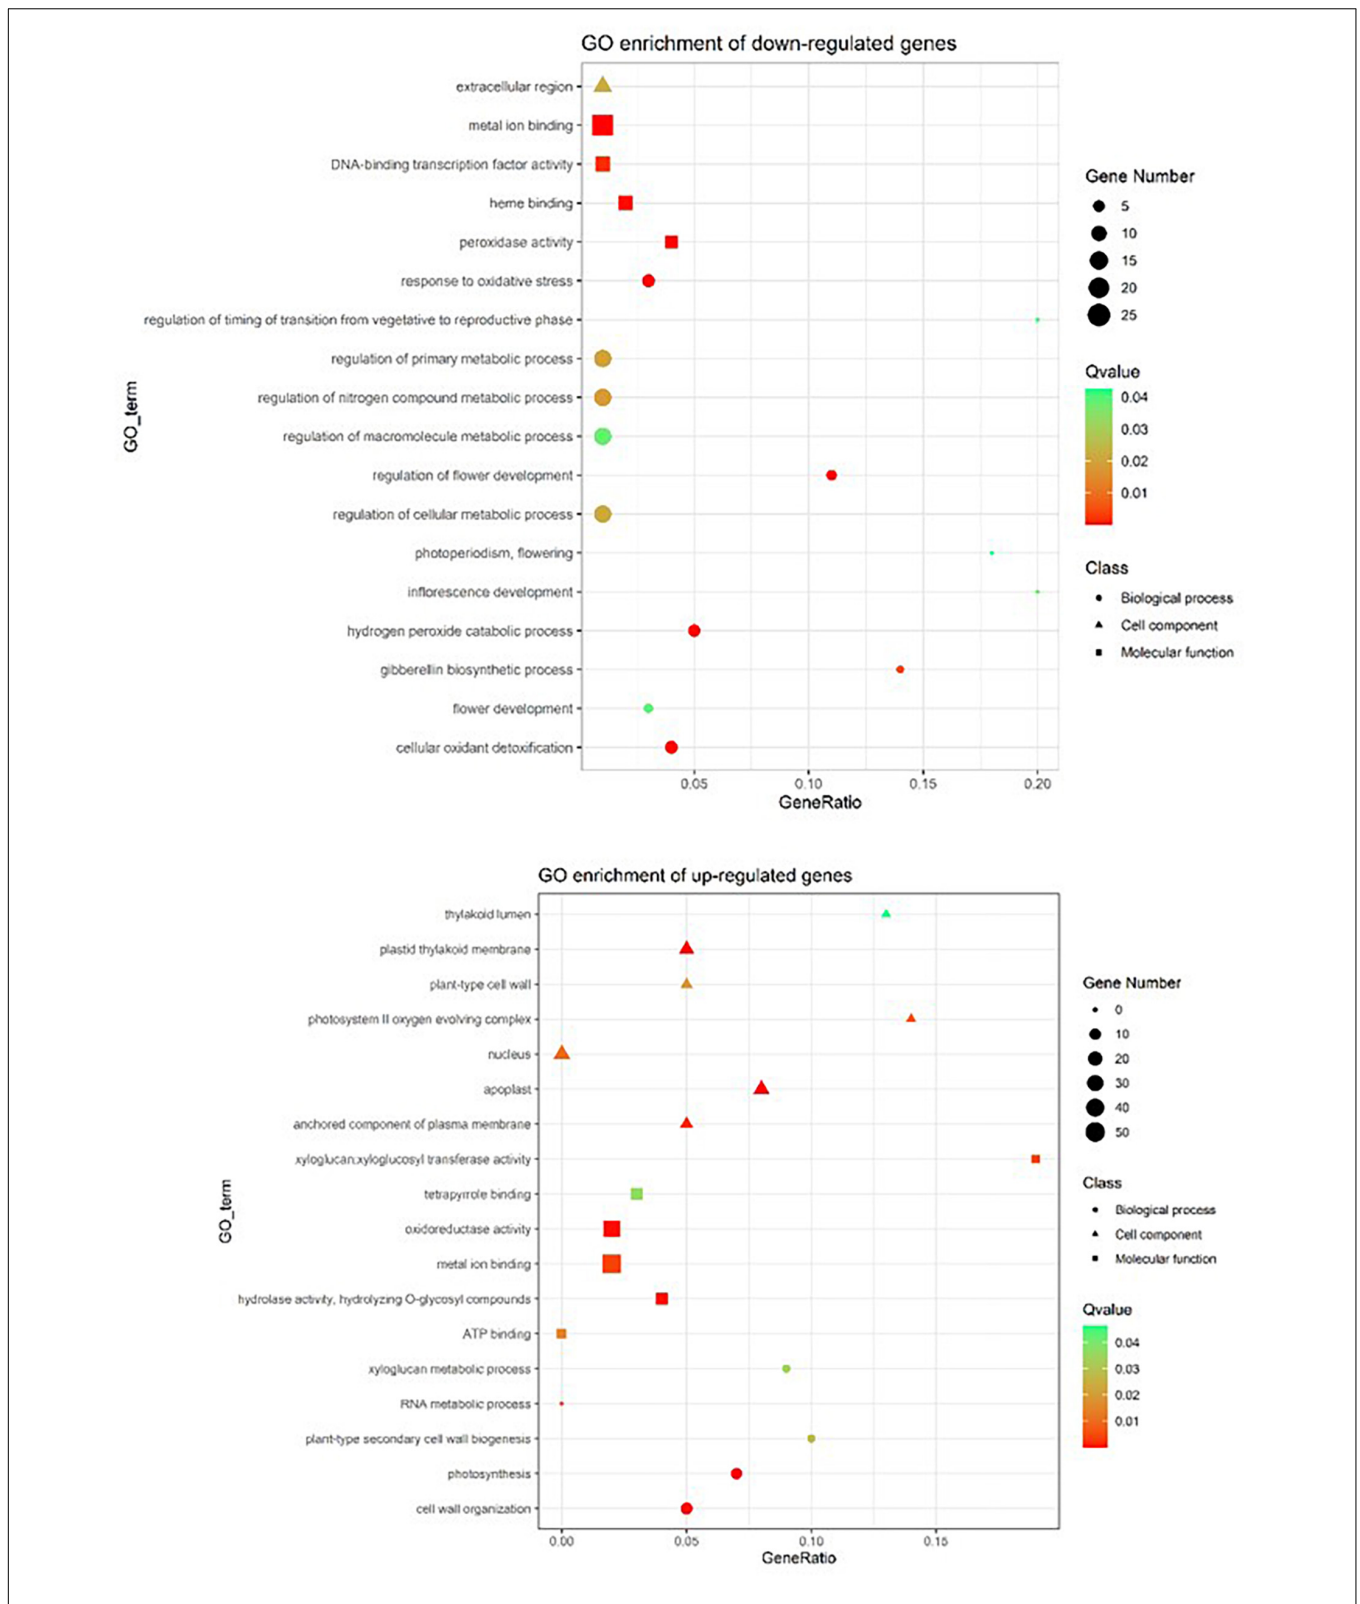 GO enrichment of down-regulated genes
extracellular region
metal ion binding
DNA-binding transcription factor activity
heme binding
peroxidase activity
response to oxidative stress
regulation of timing of transition from vegetative to reproductive phase
regulation of primary metabolic process
regulation of nitrogen compound metabolic process
regulation of macromolecule metabolic process
regulation of flower development
regulation of cellular metabolic process
photoperiodism, flowering
inflorescence development
hydrogen peroxide catabolic process
gibberellin biosynthetic process
flower development
cellular oxidant detoxification
GO_term
0.05 0.10 0.15 0.20
GeneRatio
Gene Number
5
10
15
20
25
Qvalue
0.04
0.03
0.02
0.01
Class
Biological process
Cell component
Molecular function
GO enrichment of up-regulated genes
thylakoid lumen
plastid thylakoid membrane
plant-type cell wall
photosystem II oxygen evolving complex
nucleus
apoplast
anchored component of plasma membrane
xyloglucan:xyloglucosyl transferase activity
tetrapyrrole binding
oxidoreductase activity
metal ion binding
hydrolase activity, hydrolyzing O-glycosyl compounds
ATP binding
xyloglucan metabolic process
RNA metabolic process
plant-type secondary cell wall biogenesis
photosynthesis
cell wall organization
GO_term
0.00 0.05 0.10 0.15
GeneRatio
Gene Number
0
10
20
30
40
50
Class
Biological process
Cell component
Molecular function
Qvalue
0.04
0.03
0.02
0.01